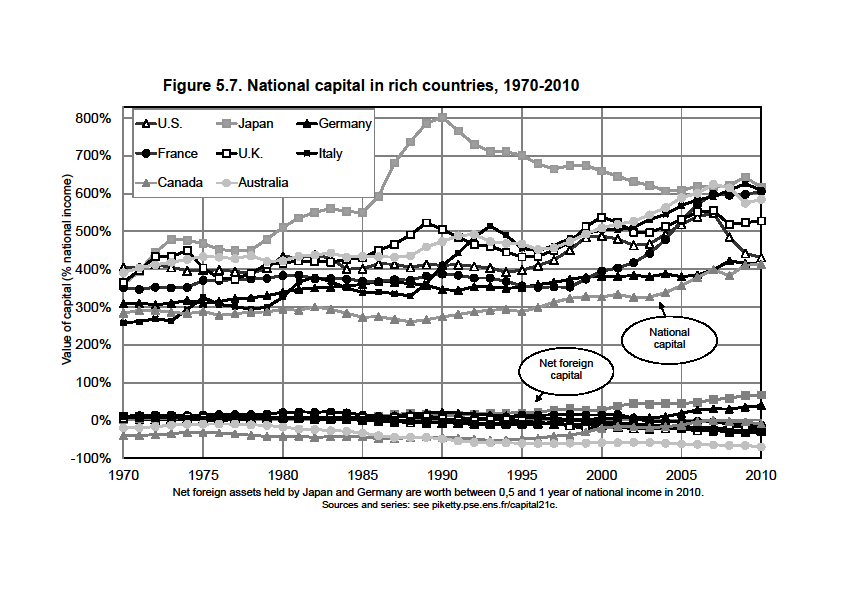 Figure 5.7. National capital in rich countries, 1970-2010
Value of capital (% national income)
800%
700%
600%
500%
400%
300%
200%
100%
0%
-100%
U.S. Japan Germany
France U.K. Italy
Canada Australia
National
capital
Net foreign
capital
1970 1975 1980 1985 1990 1995 2000 2005 2010
Net foreign assets held by Japan and Germany are worth between 0,5 and 1 year of national income in 2010.
Sources and series: see piketty.pse.ens.fr/capital21c.